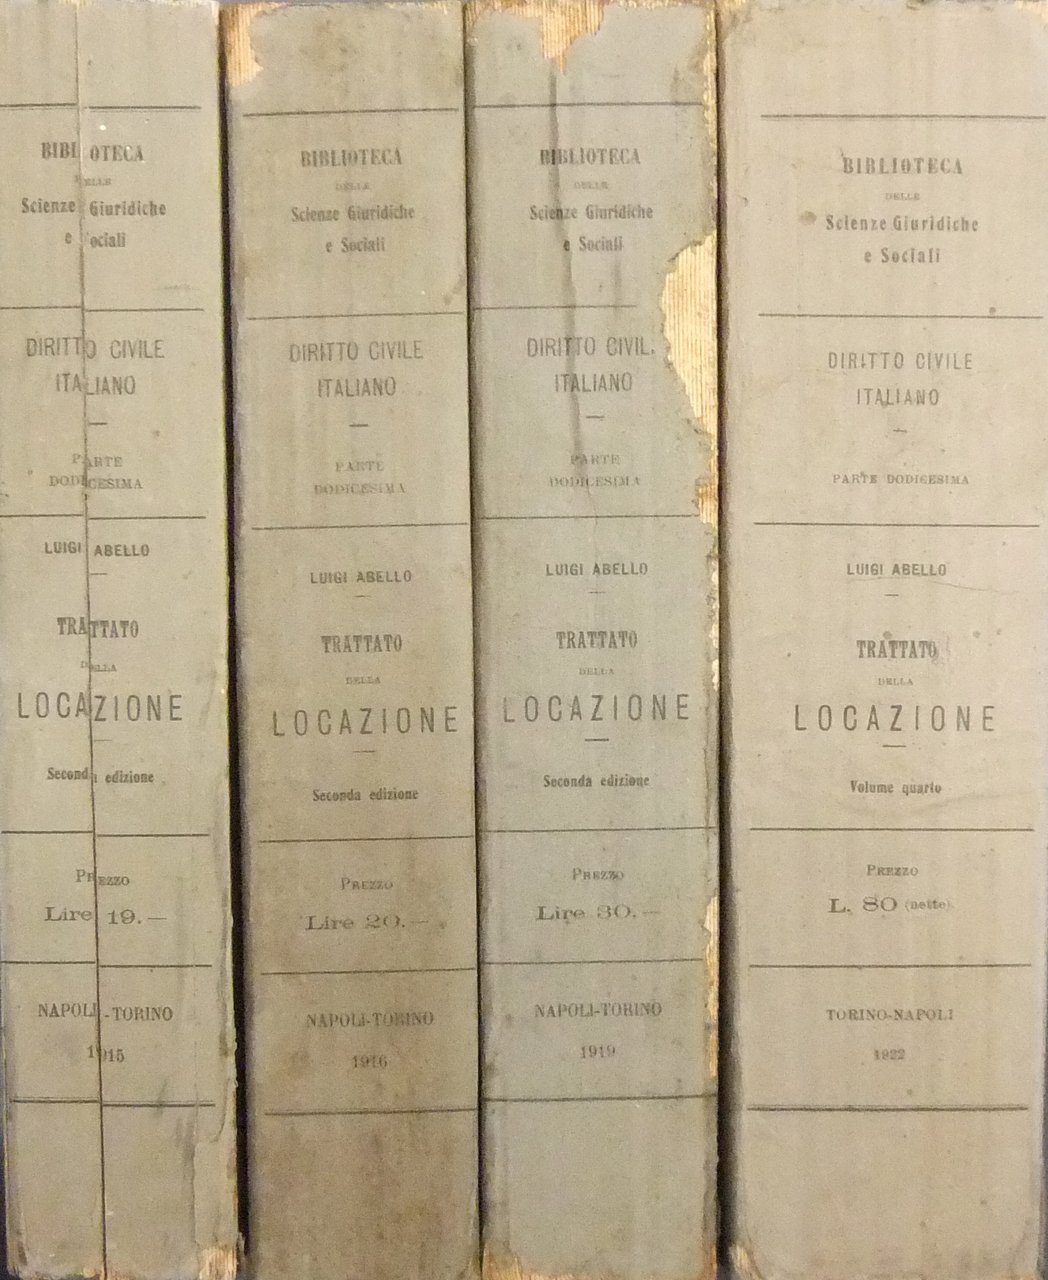 BIBLIOTECA
DELLE
Scienze Giuridiche
e Sociali
DIRITTO CIVILE
ITALIANO
PARTE
DODICESIMA
LUIGI ABELLO
TRATTATO
DELLA
LOCAZIONE
Seconda edizione
PREZZO
Lire 19.—
NAPOLI-TORINO
1915
BIBLIOTECA
DELLE
Scienze Giuridiche
e Sociali
DIRITTO CIVILE
ITALIANO
PARTE
DODICESIMA
LUIGI ABELLO
TRATTATO
DELLA
LOCAZIONE
Seconda edizione
PREZZO
Lire 20.—
NAPOLI-TORINO
1916
BIBLIOTECA
DELLE
Scienze Giuridiche
e Sociali
DIRITTO CIVIL
ITALIANO
PARTE
DODICESIMA
LUIGI ABELLO
TRATTATO
DELLA
LOCAZIONE
Seconda edizione
PREZZO
Lire 30.—
NAPOLI-TORINO
1919
BIBLIOTECA
DELLE
Scienze Giuridiche
e Sociali
DIRITTO CIVILE
ITALIANO
PARTE DODICESIMA
LUIGI ABELLO
TRATTATO
DELLA
LOCAZIONE
Volume quarto
PREZZO
L. 80 (nette)
TORINO-NAPOLI
1922